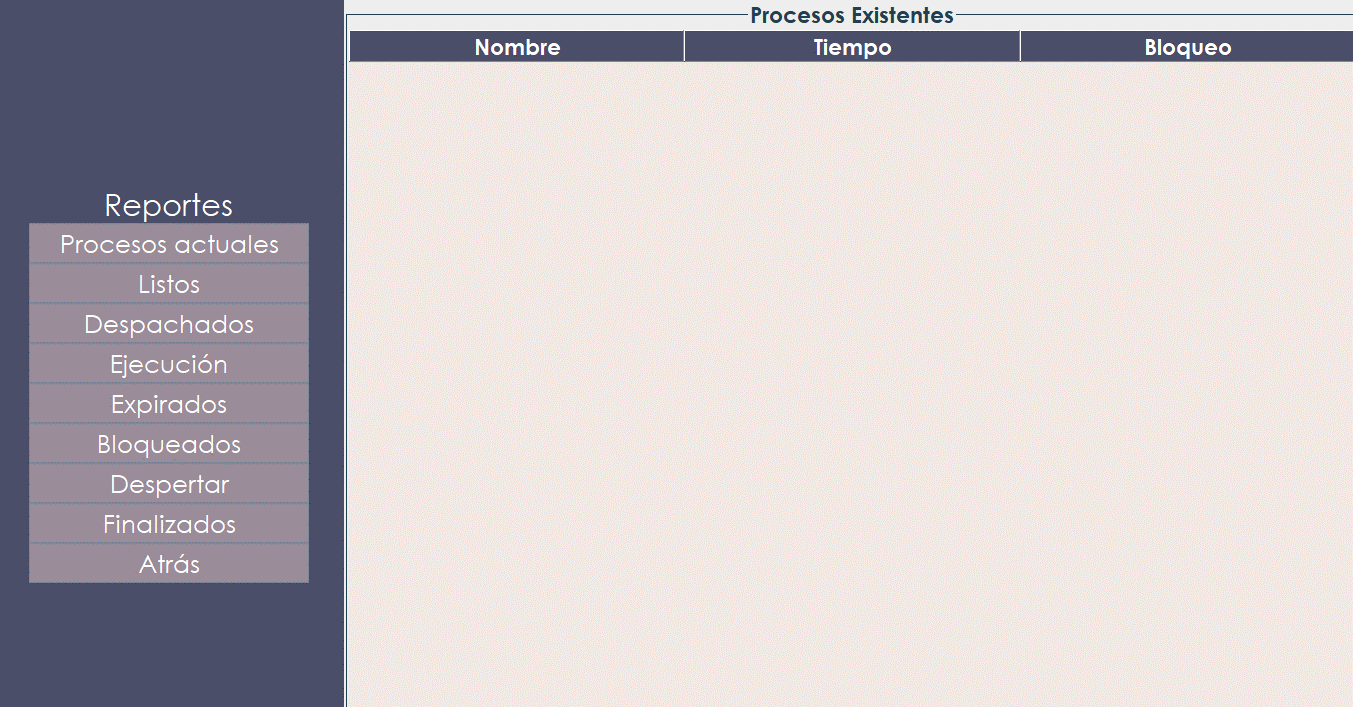 Reportes
Procesos actuales
Listos
Despachados
Ejecución
Expirados
Bloqueados
Despertar
Finalizados
Atrás
Procesos Existentes
Nombre Tiempo Bloqueo